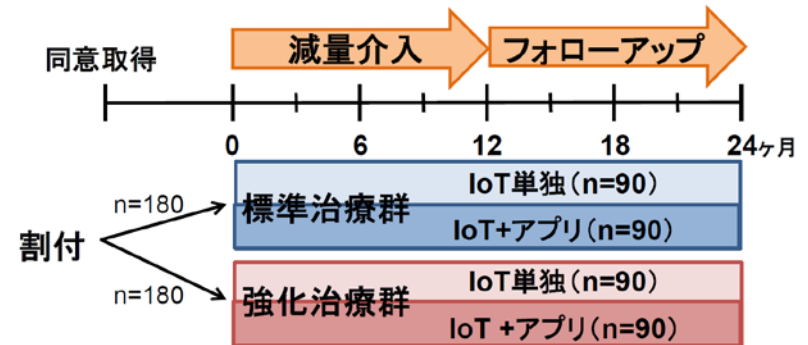 減量介入
フォローアップ
同意取得
0 6 12 18 24ヶ月
IoT単独（n=90）
n=180
標準治療群
IoT+アプリ（n=90）
割付
IoT単独（n=90）
n=180
強化治療群
IoT +アプリ（n=90）